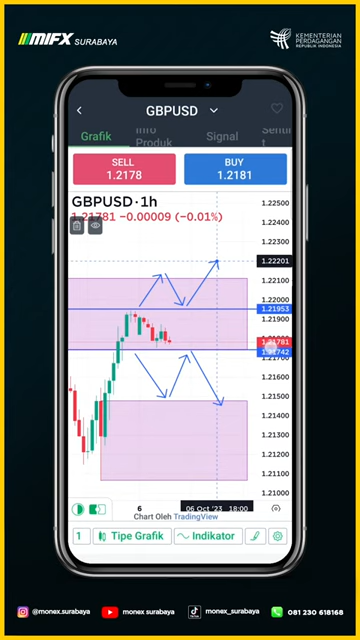 MIFX SURABAYA
KEMENTERIAN
PERDAGANGAN
REPUBLIK INDONESIA
GBPUSD
Grafik
Info
Produk
Signal
SELL
1.2178
BUY
1.2181
GBPUSD·1h
1.21781 −0.00009 (−0.01%)
1.22500
1.22400
1.22300
1.22201
1.22100
1.22000
1.21953
1.21900
1.21781
1.21742
1.21600
1.21500
1.21400
1.21300
1.21200
1.21100
1.21000
6
06 Oct '23 18:00
Chart Oleh TradingView
1
Tipe Grafik
Indikator
@monex.surabaya
monex surabaya
monex_surabaya
081 230 618168